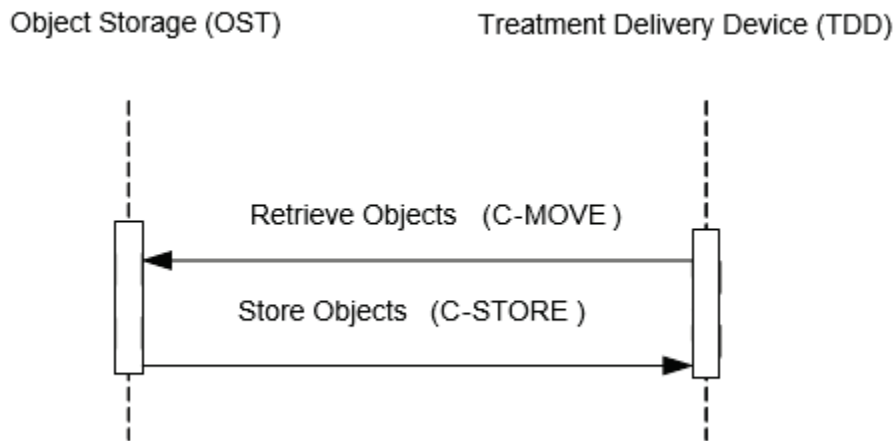 Object Storage (OST)
Treatment Delivery Device (TDD)
Retrieve Objects (C-MOVE )
Store Objects (C-STORE )